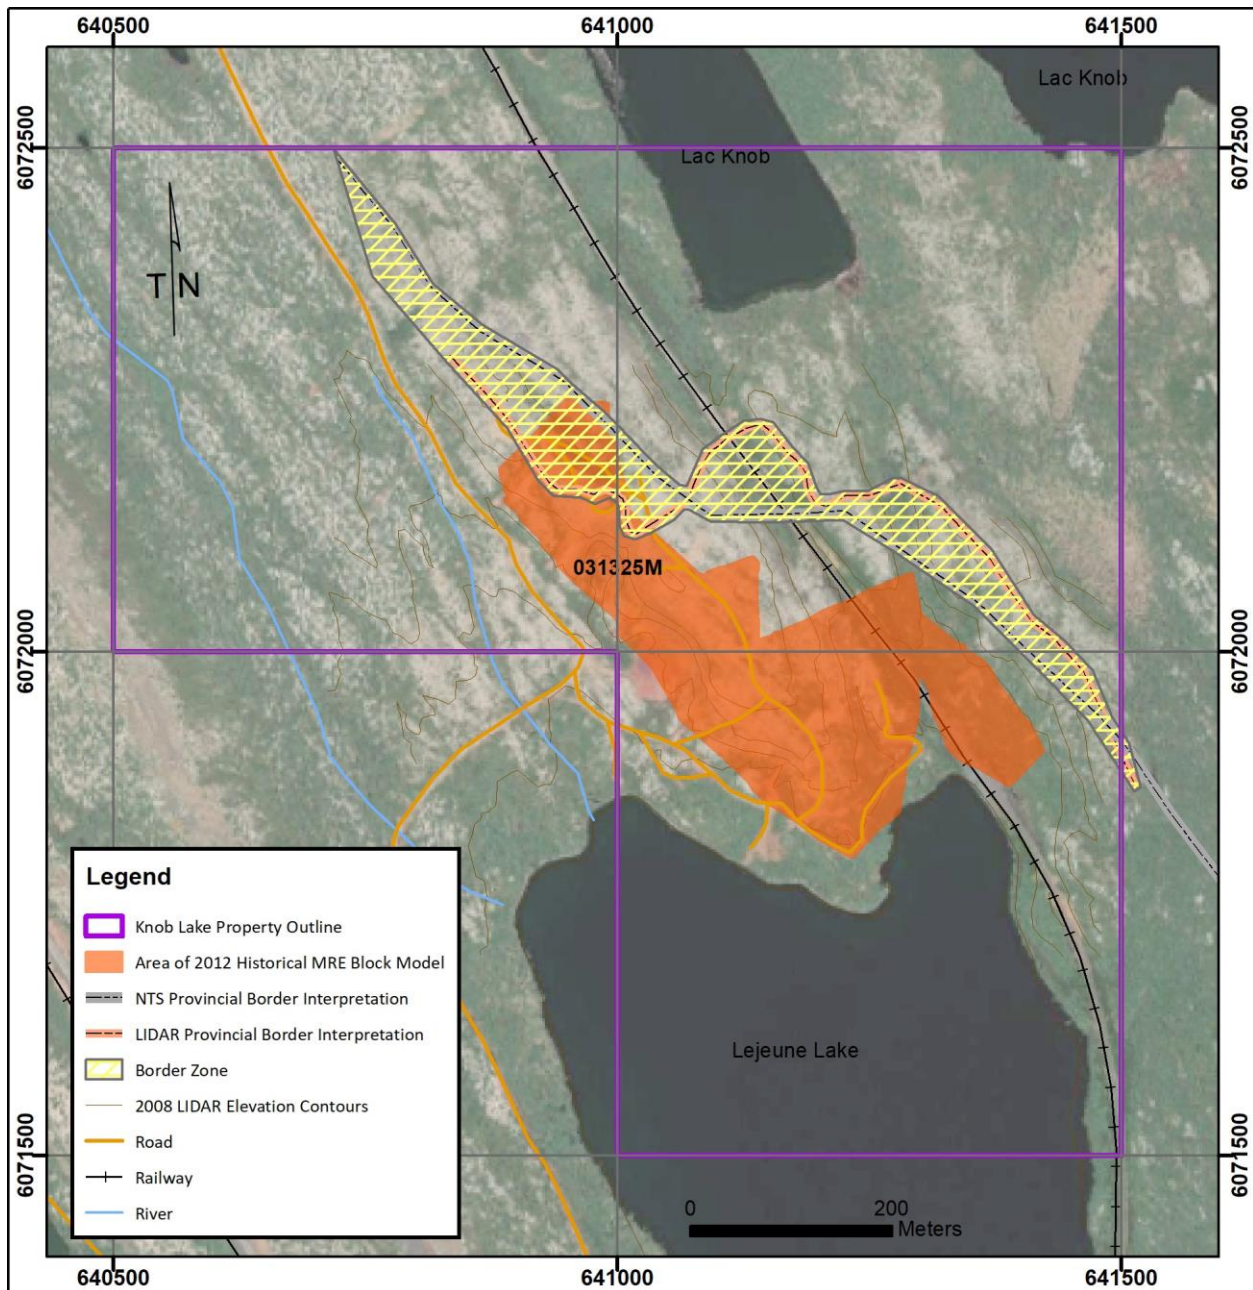 640500 641000 641500
Lac Knob
6072500 6072500
Lac Knob
T N
031325M
6072000 6072000
Legend
Knob Lake Property Outline
Area of 2012 Historical MRE Block Model
NTS Provincial Border Interpretation
LIDAR Provincial Border Interpretation
Border Zone
2008 LIDAR Elevation Contours
Road
Railway
River
Lejeune Lake
6071500 6071500
0 200
Meters
640500 641000 641500